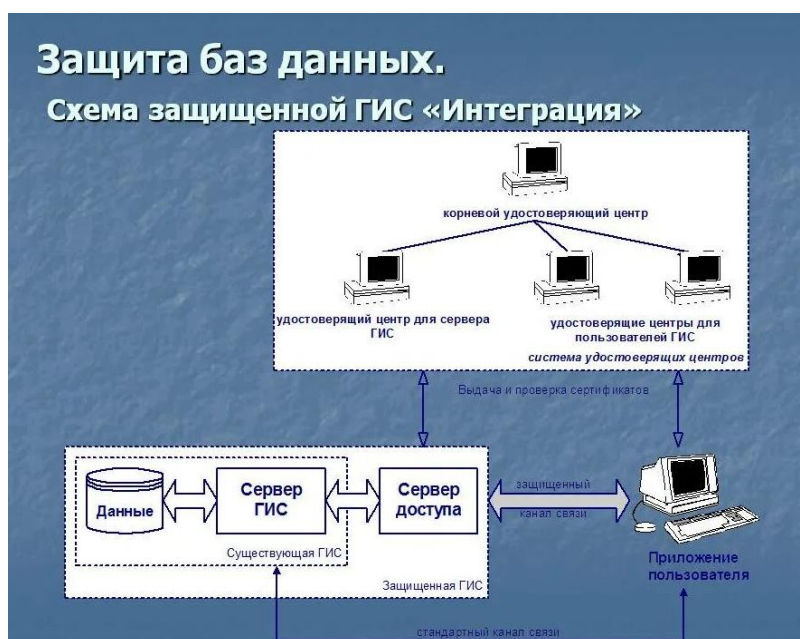 Защита баз данных.
Схема защищенной ГИС «Интеграция»
корневой удостоверяющий центр
удостоверящий центр для сервера
ГИС
удостоверящие центры для
пользователей ГИС
система удостоверящих центров
Выдача и проверка сертификатов
Данные
Сервер
ГИС
Сервер
доступа
защищенный
канал связи
Существующая ГИС
Защищенная ГИС
Приложение
пользователя
стандартный канал связи